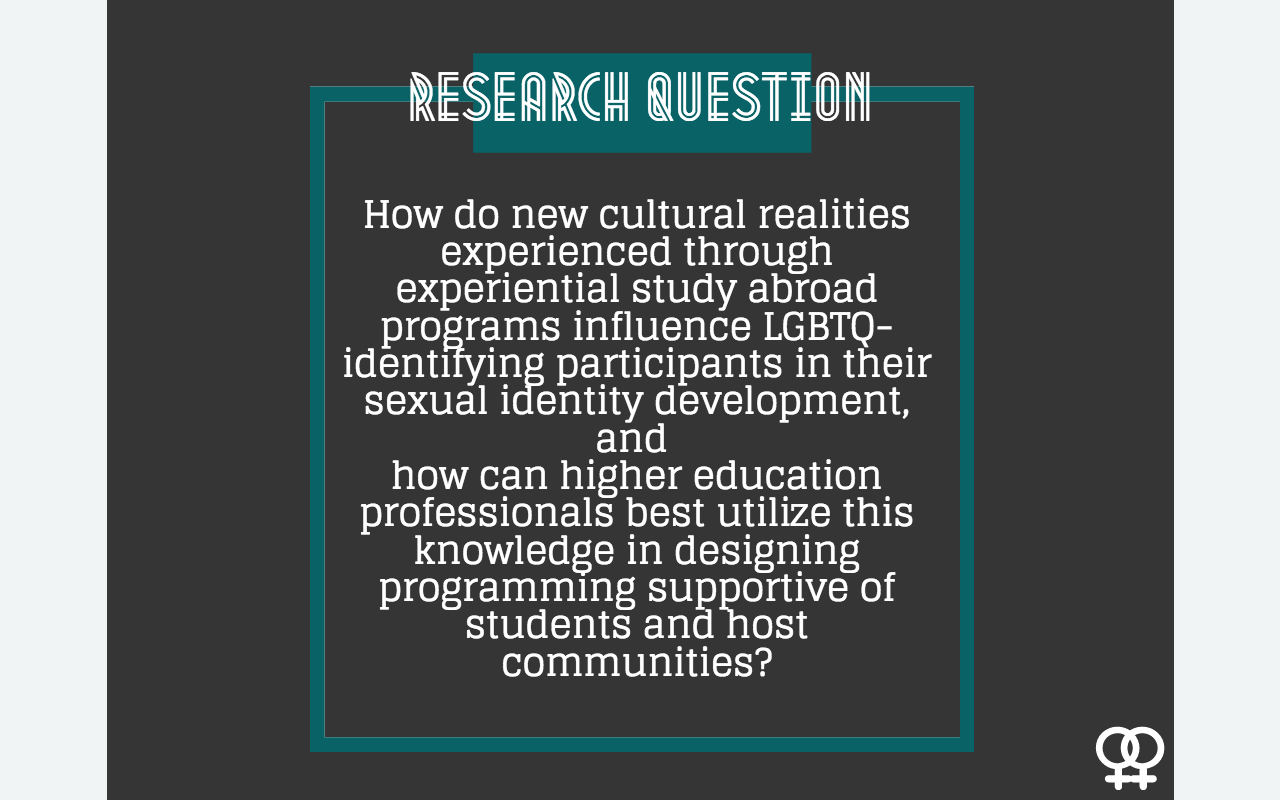 RESEARCH QUESTION
How do new cultural realities
experienced through
experiential study abroad
programs influence LGBTQ-
identifying participants in their
sexual identity development,
and
how can higher education
professionals best utilize this
knowledge in designing
programming supportive of
students and host
communities?